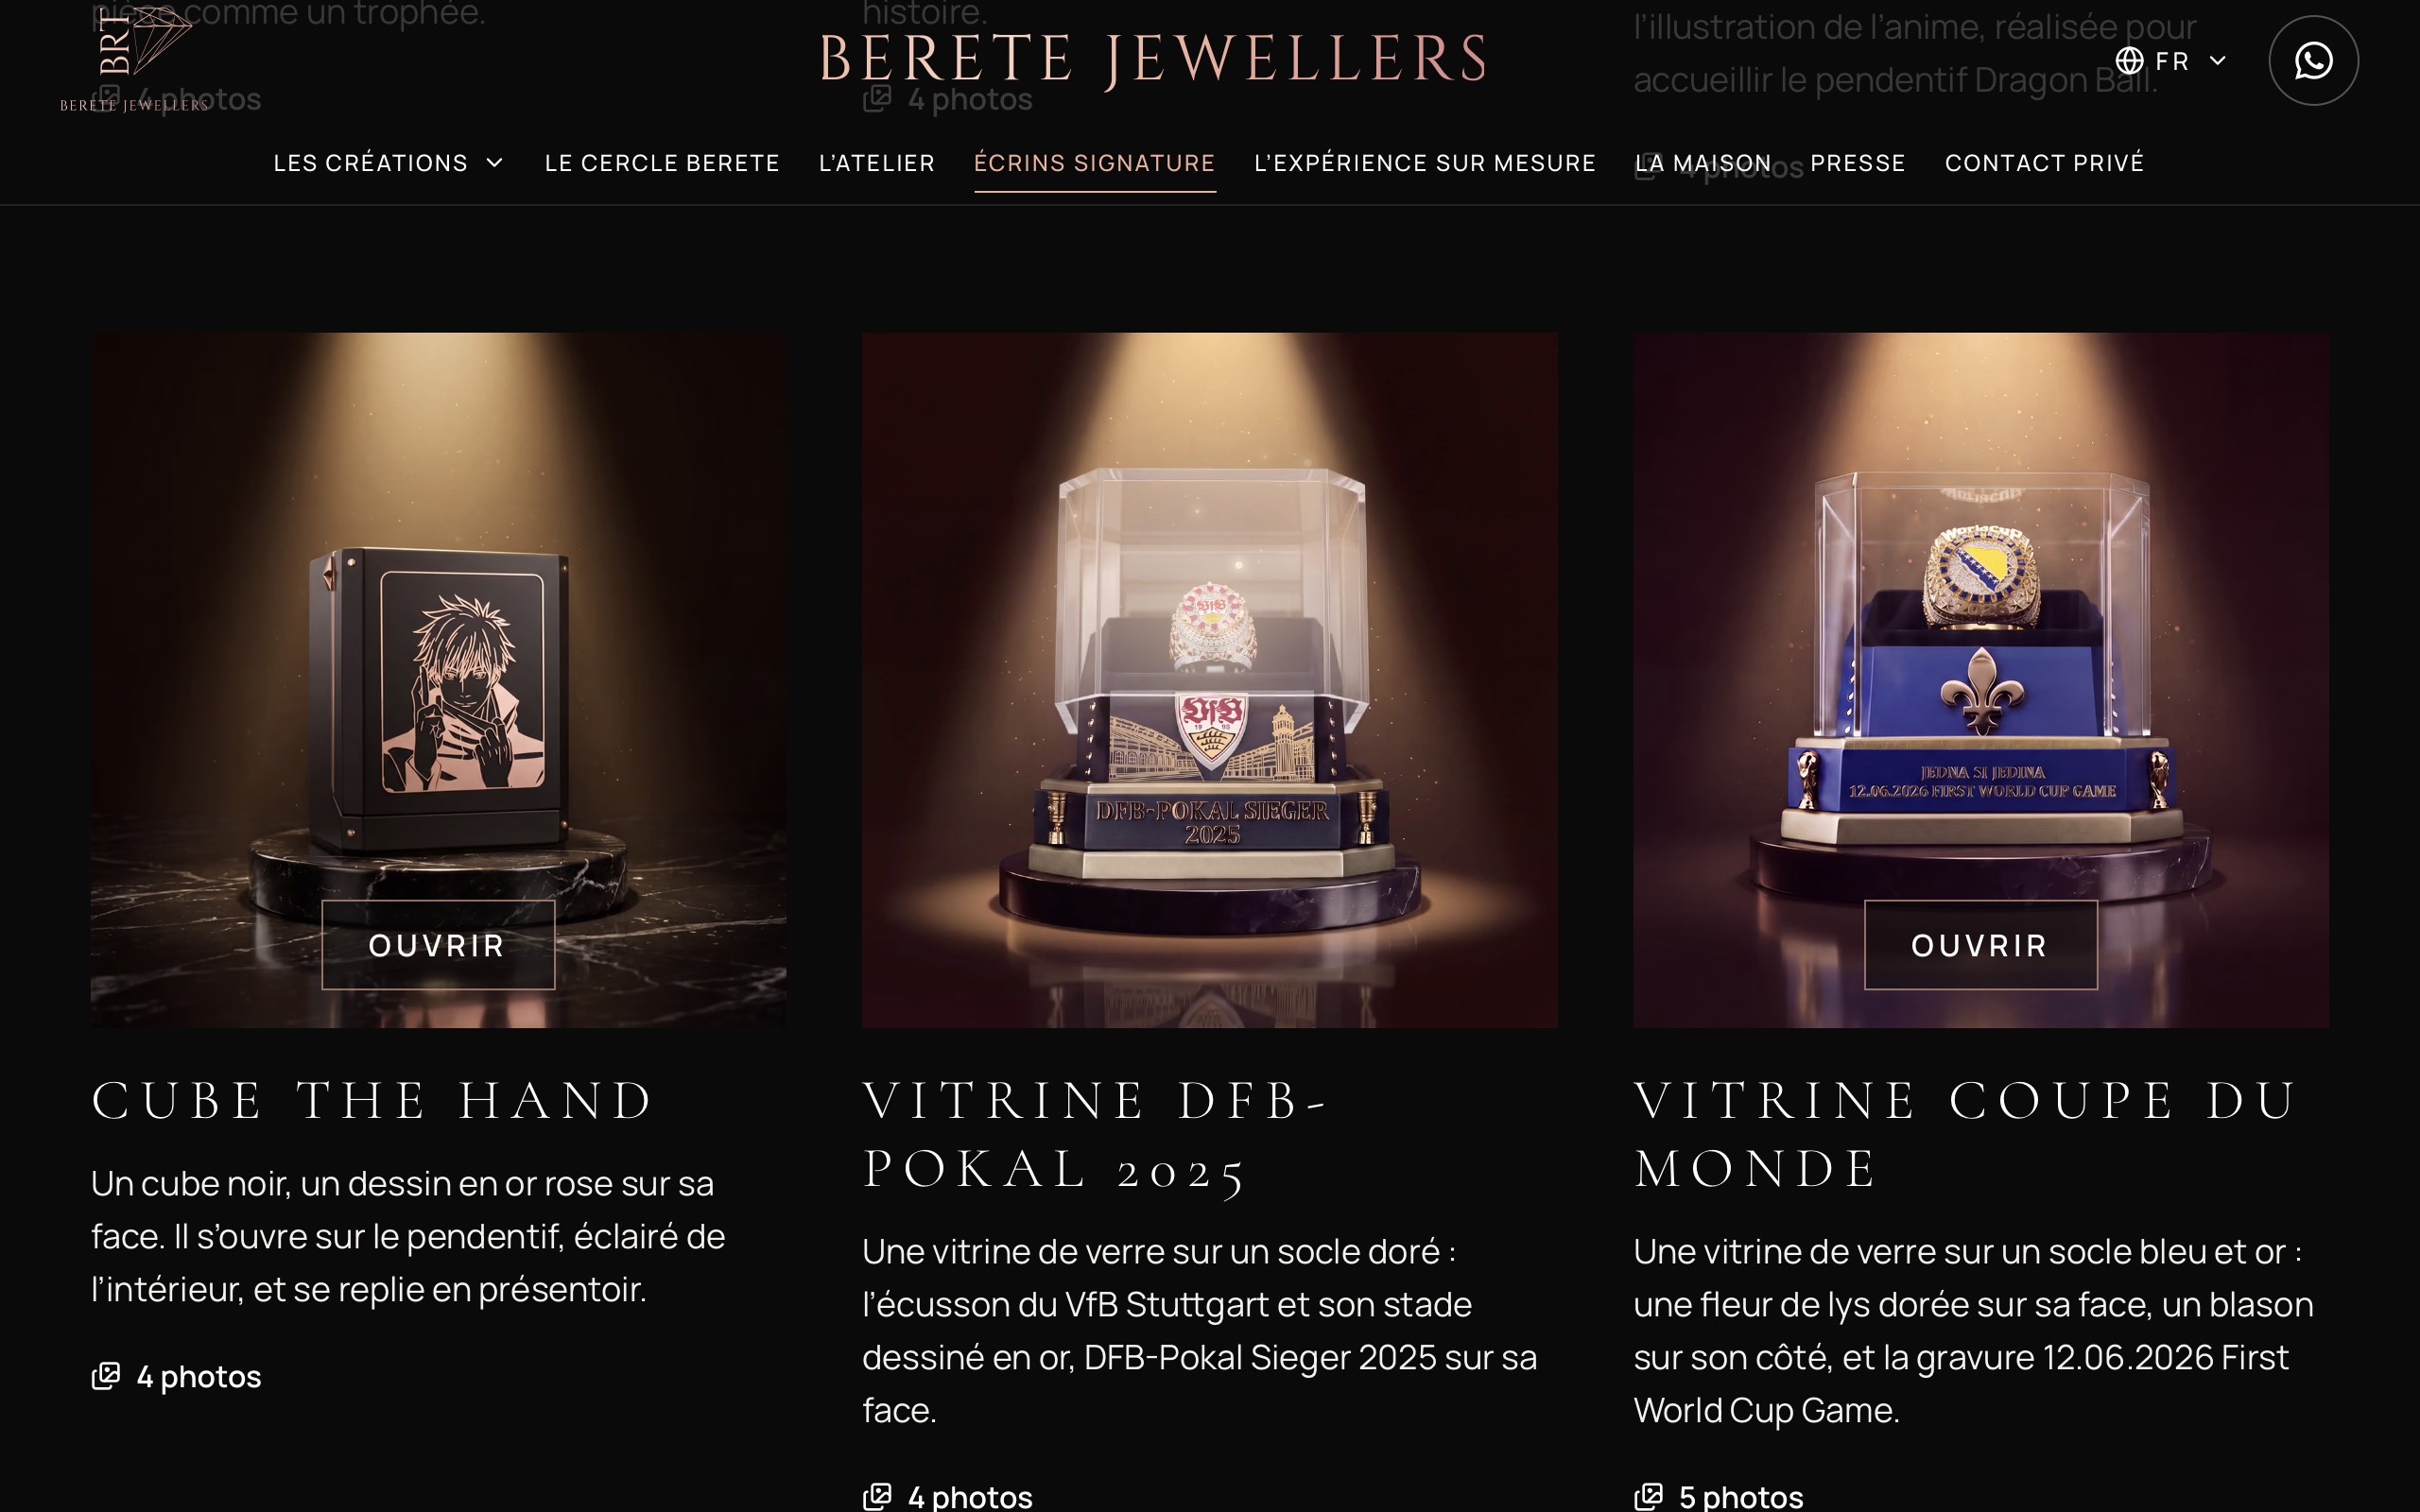 pièce comme un trophée.
histoire.
l’illustration de l’anime, réalisée pour
accueillir le pendentif Dragon Ball.
BRT
BERETE JEWELLERS
BERETE JEWELLERS
FR
4 photos
4 photos
4 photos
LES CRÉATIONS
LE CERCLE BERETE
L’ATELIER
ÉCRINS SIGNATURE
L’EXPÉRIENCE SUR MESURE
LA MAISON
PRESSE
CONTACT PRIVÉ
VfB
VfB
1893
DFB-POKAL SIEGER
2025
WORLD CUP
JEDNA SI JEDINA
12.06.2026 FIRST WORLD CUP GAME
OUVRIR
OUVRIR
CUBE THE HAND
Un cube noir, un dessin en or rose sur sa
face. Il s’ouvre sur le pendentif, éclairé de
l’intérieur, et se replie en présentoir.
4 photos
VITRINE DFB-
POKAL 2025
Une vitrine de verre sur un socle doré :
l’écusson du VfB Stuttgart et son stade
dessiné en or, DFB-Pokal Sieger 2025 sur sa
face.
4 photos
VITRINE COUPE DU
MONDE
Une vitrine de verre sur un socle bleu et or :
une fleur de lys dorée sur sa face, un blason
sur son côté, et la gravure 12.06.2026 First
World Cup Game.
5 photos